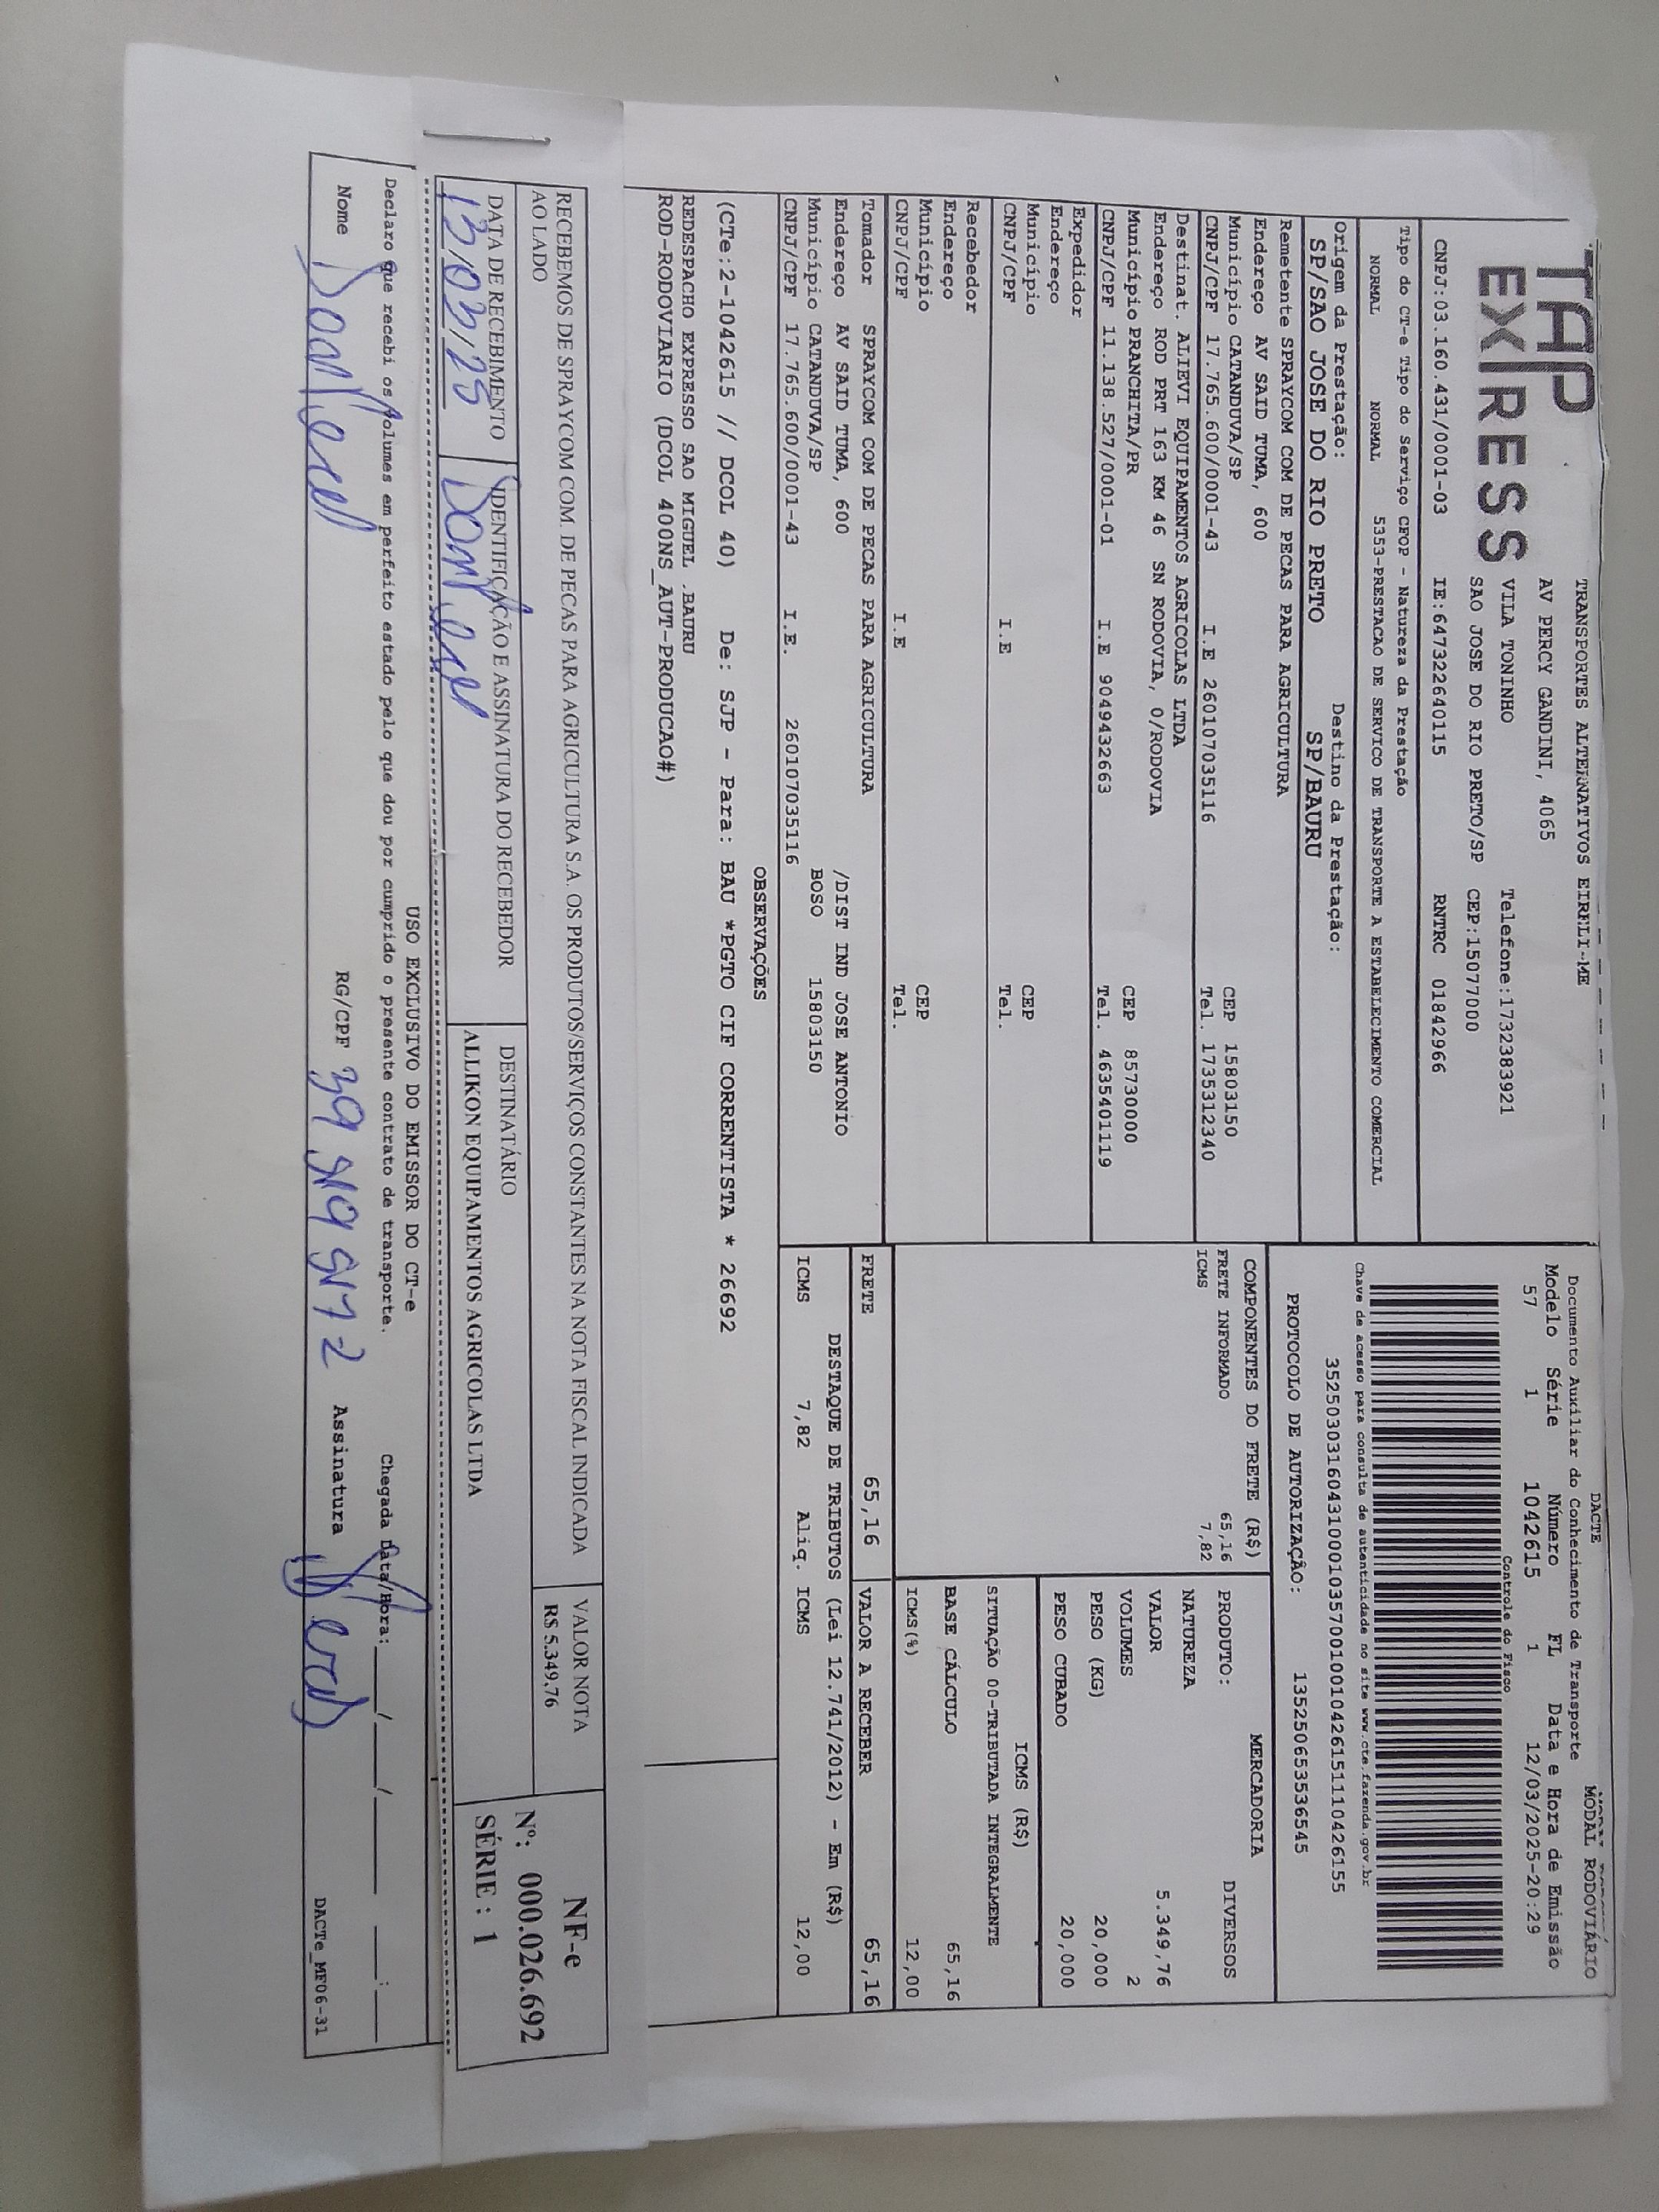 TAP
EXPRESS
TRANSPORTES ALTERNATIVOS EIRELI-ME
AV PERCY GANDINI, 4065
VILA TONINHO Telefone:1732383921
SAO JOSE DO RIO PRETO/SP CEP:15077000
CNPJ:03.160.431/0001-03 IE:647322640115 RNTRC 01842966
DACTE
Documento Auxiliar do Conhecimento de Transporte
MODAL RODOVIÁRIO
Modelo Série Número FL Data e Hora de Emissão
57 1 1042615 1 12/03/2025-20:29
Controle do Fisco
Chave de acesso para consulta de autenticidade no site www.cte.fazenda.gov.br
35250303160431000103570010010426151110426155
PROTOCOLO DE AUTORIZAÇÃO: 135250653536545
Tipo do CT-e Tipo do Serviço CFOP - Natureza da Prestação
NORMAL NORMAL 5353-PRESTACAO DE SERVICO DE TRANSPORTE A ESTABELECIMENTO COMERCIAL
Origem da Prestação: Destino da Prestação:
SP/SAO JOSE DO RIO PRETO SP/BAURU
Remetente SPRAYCOM COM DE PECAS PARA AGRICULTURA
Endereço AV SAID TUMA, 600
Município CATANDUVA/SP CEP 15803150
CNPJ/CPF 17.765.600/0001-43 I.E 260107035116 Tel. 1735312340
Destinat. ALIEVI EQUIPAMENTOS AGRICOLAS LTDA
Endereço ROD PRT 163 KM 46 SN RODOVIA, 0/RODOVIA
Município PRANCHITA/PR CEP 85730000
CNPJ/CPF 11.138.527/0001-01 I.E 9049432663 Tel. 4635401119
Expedidor
Endereço
Município CEP
CNPJ/CPF I.E Tel.
Recebedor
Endereço
Município CEP
CNPJ/CPF I.E Tel.
Tomador SPRAYCOM COM DE PECAS PARA AGRICULTURA
Endereço AV SAID TUMA, 600 /DIST IND JOSE ANTONIO
Município CATANDUVA/SP BOSO 15803150
CNPJ/CPF 17.765.600/0001-43 I.E. 260107035116
COMPONENTES DO FRETE (R$)
FRETE INFORMADO 65,16
ICMS 7,82
MERCADORIA
PRODUTO: DIVERSOS
NATUREZA
VALOR 5.349,76
VOLUMES 2
PESO (KG) 20,000
PESO CUBADO 20,000
ICMS (R$)
SITUAÇÃO 00-TRIBUTADA INTEGRALMENTE
BASE CÁLCULO 65,16
ICMS(%) 12,00
FRETE 65,16 VALOR A RECEBER 65,16
DESTAQUE DE TRIBUTOS (Lei 12.741/2012) - Em (R$)
ICMS 7,82 Aliq. ICMS 12,00
OBSERVAÇÕES
(CTe:2-1042615 // DCOL 40) De: SJP - Para: BAU *PGTO CIF CORRENTISTA * 26692
REDESPACHO EXPRESSO SAO MIGUEL .BAURU
ROD-RODOVIARIO (DCOL 400NS_AUT-PRODUCAO#)
RECEBEMOS DE SPRAYCOM COM. DE PECAS PARA AGRICULTURA S.A. OS PRODUTOS/SERVIÇOS CONSTANTES NA NOTA FISCAL INDICADA
AO LADO
VALOR NOTA
R$ 5.349,76
DATA DE RECEBIMENTO IDENTIFICAÇÃO E ASSINATURA DO RECEBEDOR DESTINATÁRIO
13/03/25 ALLIKON EQUIPAMENTOS AGRICOLAS LTDA
NF-e
Nº: 000.026.692
SÉRIE : 1
USO EXCLUSIVO DO EMISSOR DO CT-e
Declaro que recebi os volumes em perfeito estado pelo que dou por cumprido o presente contrato de transporte. Chegada Data/Hora: ___/___/____ ___:___
Nome RG/CPF Assinatura
DACTe_MF06-31